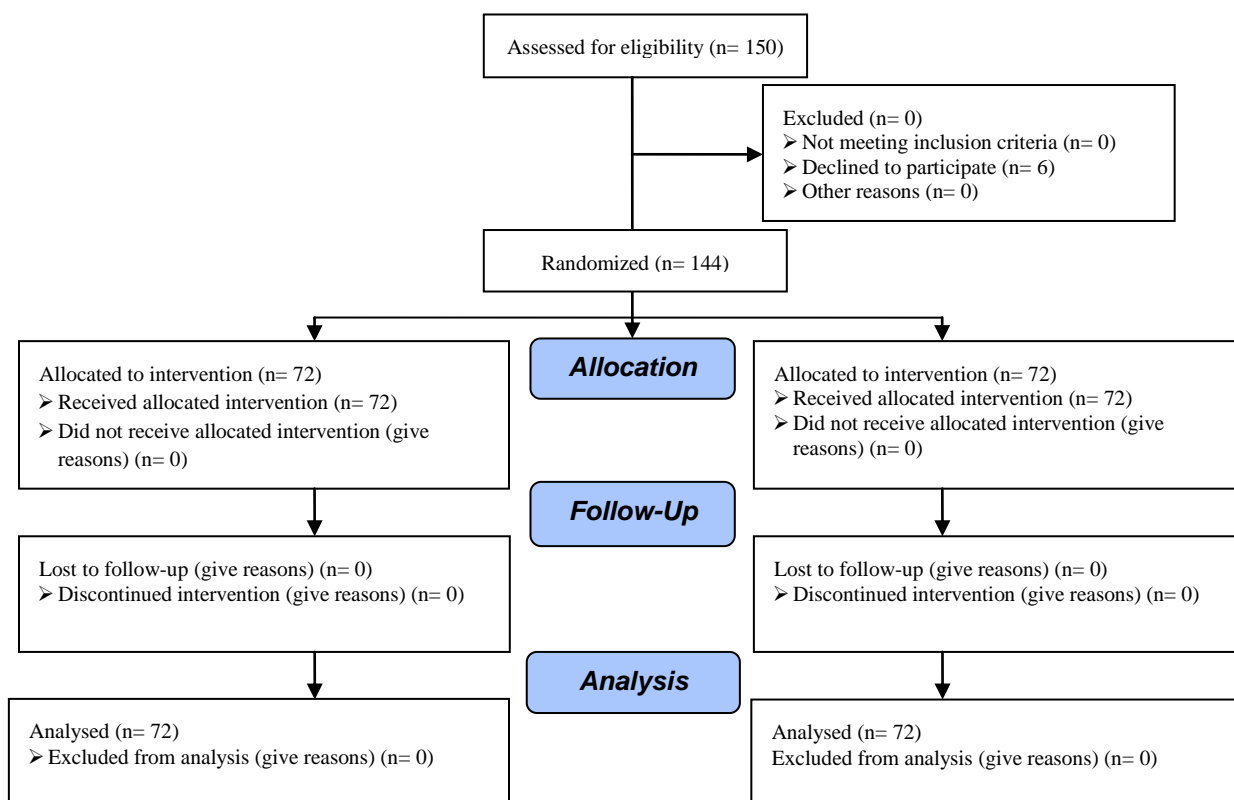 Assessed for eligibility (n= 150)
Excluded (n= 0)
➢ Not meeting inclusion criteria (n= 0)
➢ Declined to participate (n= 6)
➢ Other reasons (n= 0)
Randomized (n= 144)
Allocation
Allocated to intervention (n= 72)
➢ Received allocated intervention (n= 72)
➢ Did not receive allocated intervention (give
reasons) (n= 0)
Allocated to intervention (n= 72)
➢ Received allocated intervention (n= 72)
➢ Did not receive allocated intervention (give
reasons) (n= 0)
Follow-Up
Lost to follow-up (give reasons) (n= 0)
➢ Discontinued intervention (give reasons) (n= 0)
Lost to follow-up (give reasons) (n= 0)
➢ Discontinued intervention (give reasons) (n= 0)
Analysis
Analysed (n= 72)
➢ Excluded from analysis (give reasons) (n= 0)
Analysed (n= 72)
Excluded from analysis (give reasons) (n= 0)